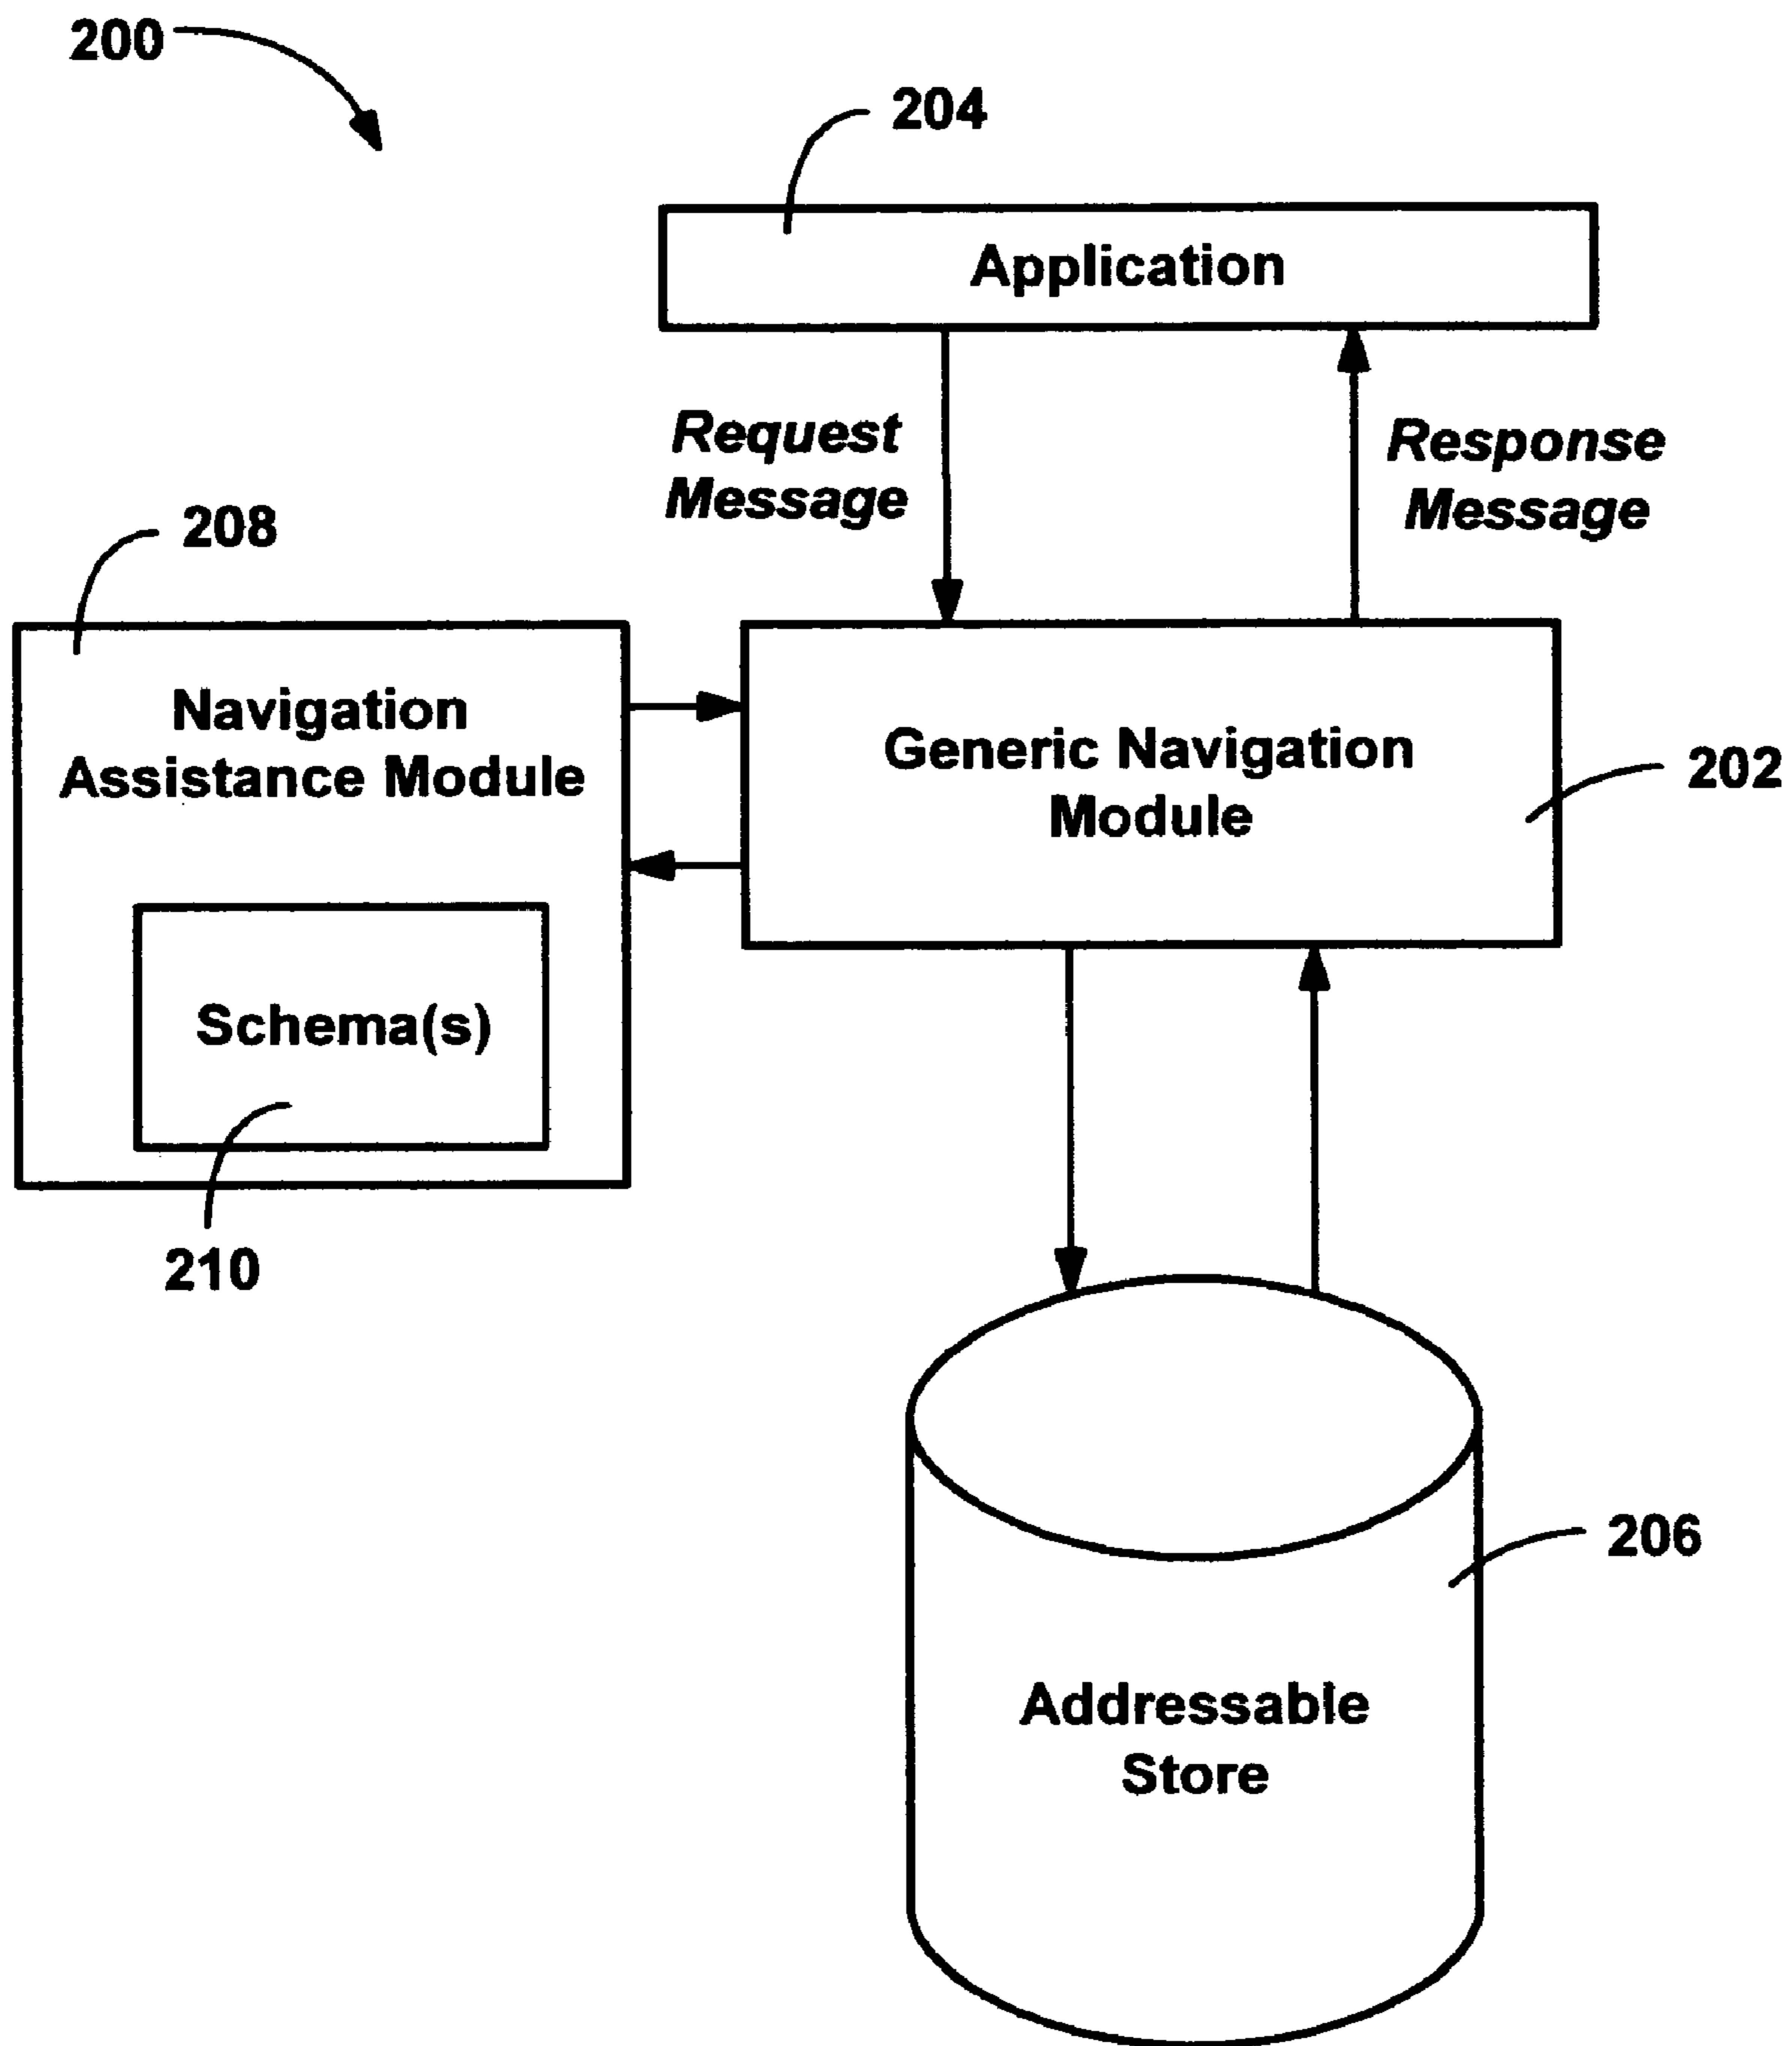 200
204
Application
Request
Message
Response
Message
208
Navigation
Assistance Module
Generic Navigation
Module
202
Schema(s)
210
206
Addressable
Store